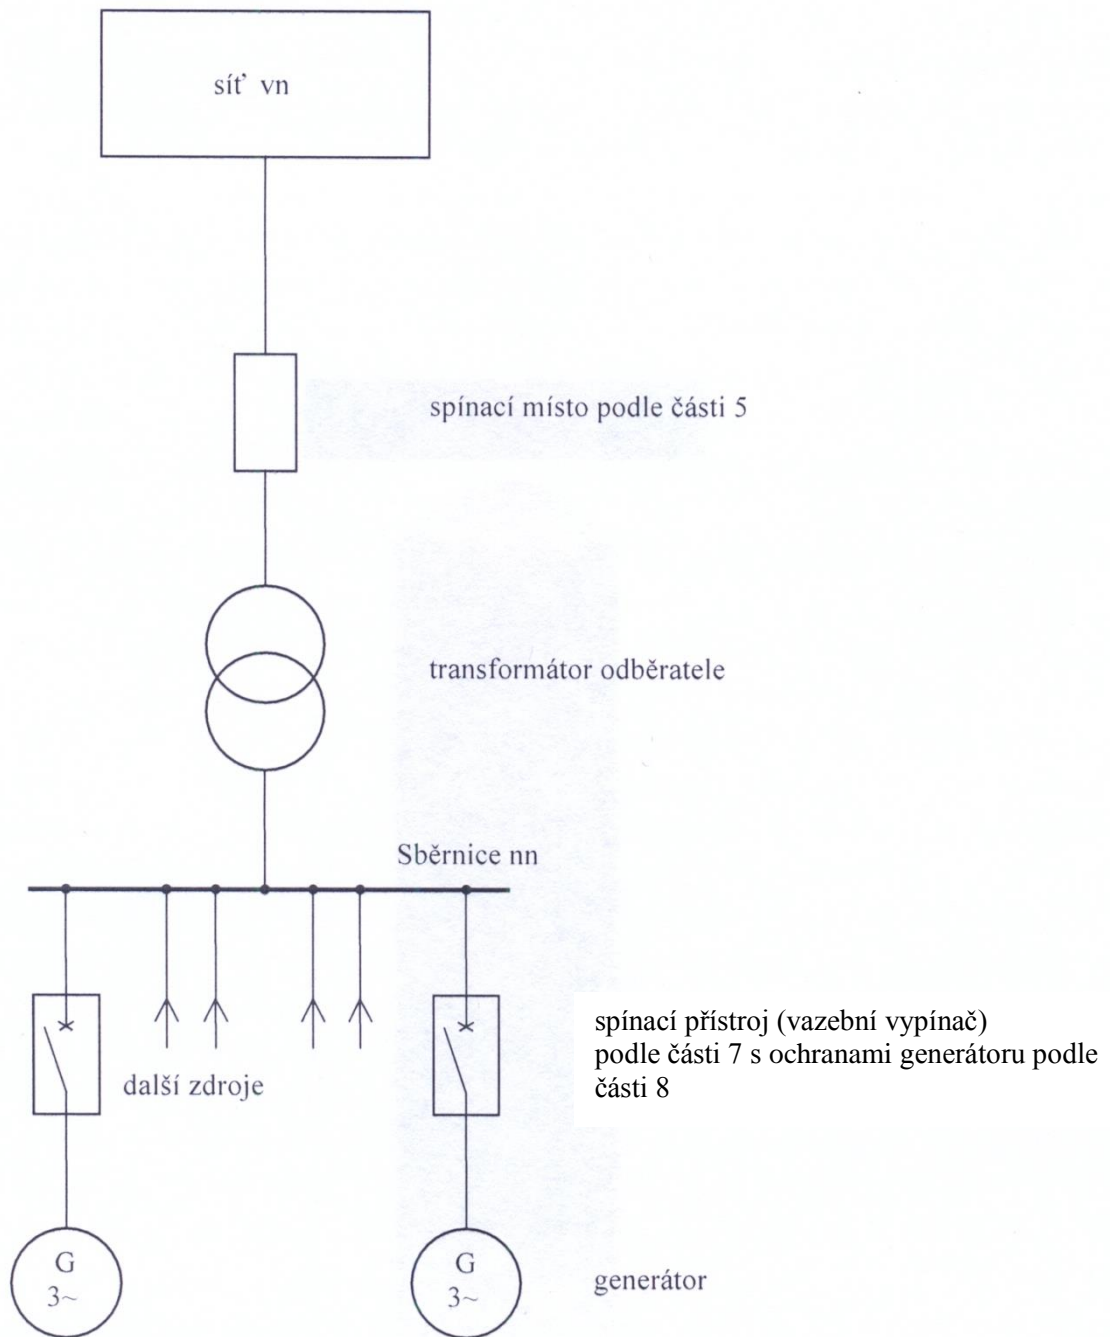 síť vn
spínací místo podle části 5
transformátor odběratele
Sběrnice nn
spínací přístroj (vazební vypínač)
podle části 7 s ochranami generátoru podle
části 8
další zdroje
G
3~
G
3~
generátor